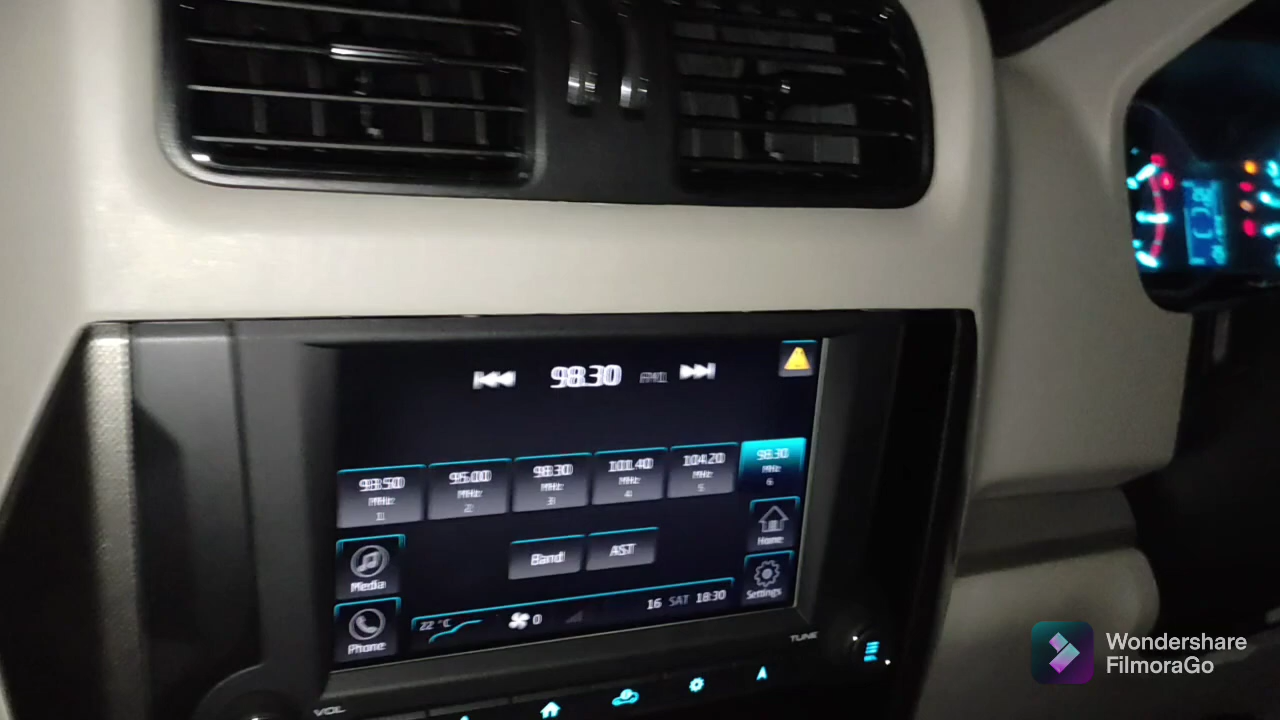 98.30 FM1
93.50 MHz 1
95.00 MHz 2
98.30 MHz 3
101.40 MHz 4
104.20 MHz 5
98.30 MHz 6
Home
Band
AST
Media
Settings
22 °C
0
16 SAT 18:30
Phone
TUNE
VOL
Wondershare
FilmoraGo